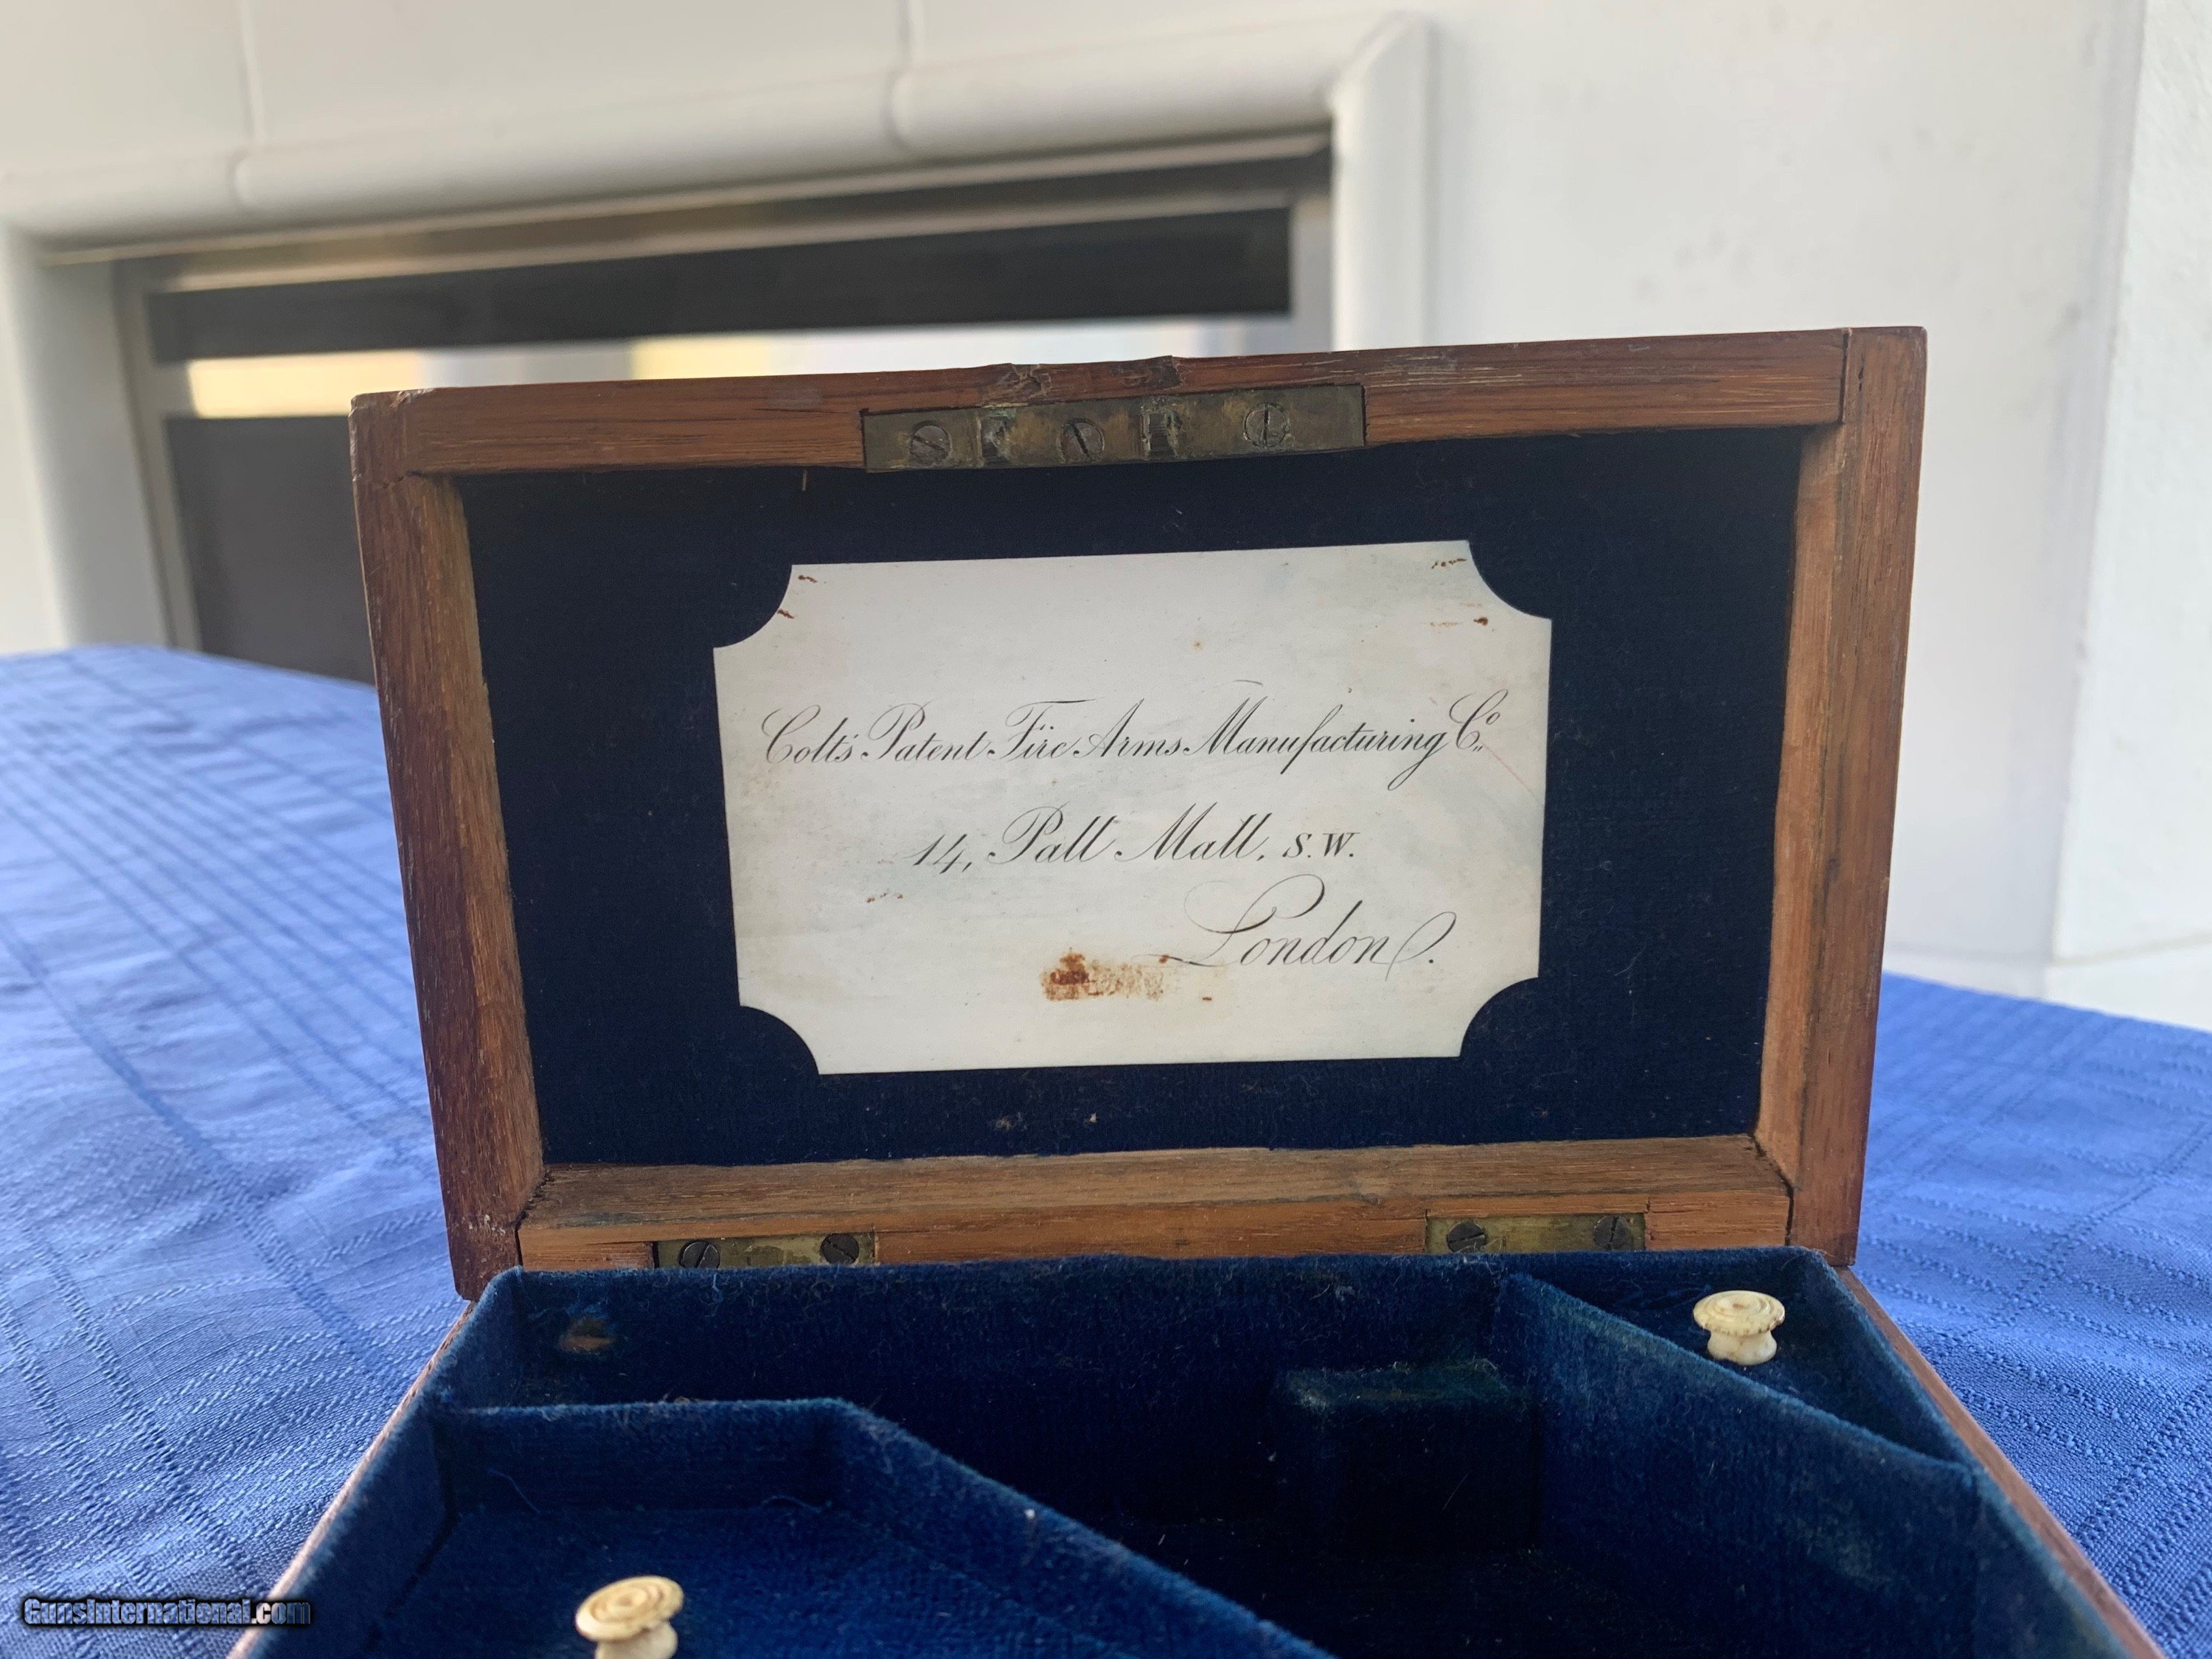 Colt's Patent Fire Arms Manufacturing Co.
14, Pall Mall, S.W.
London.
GunsInternational.com